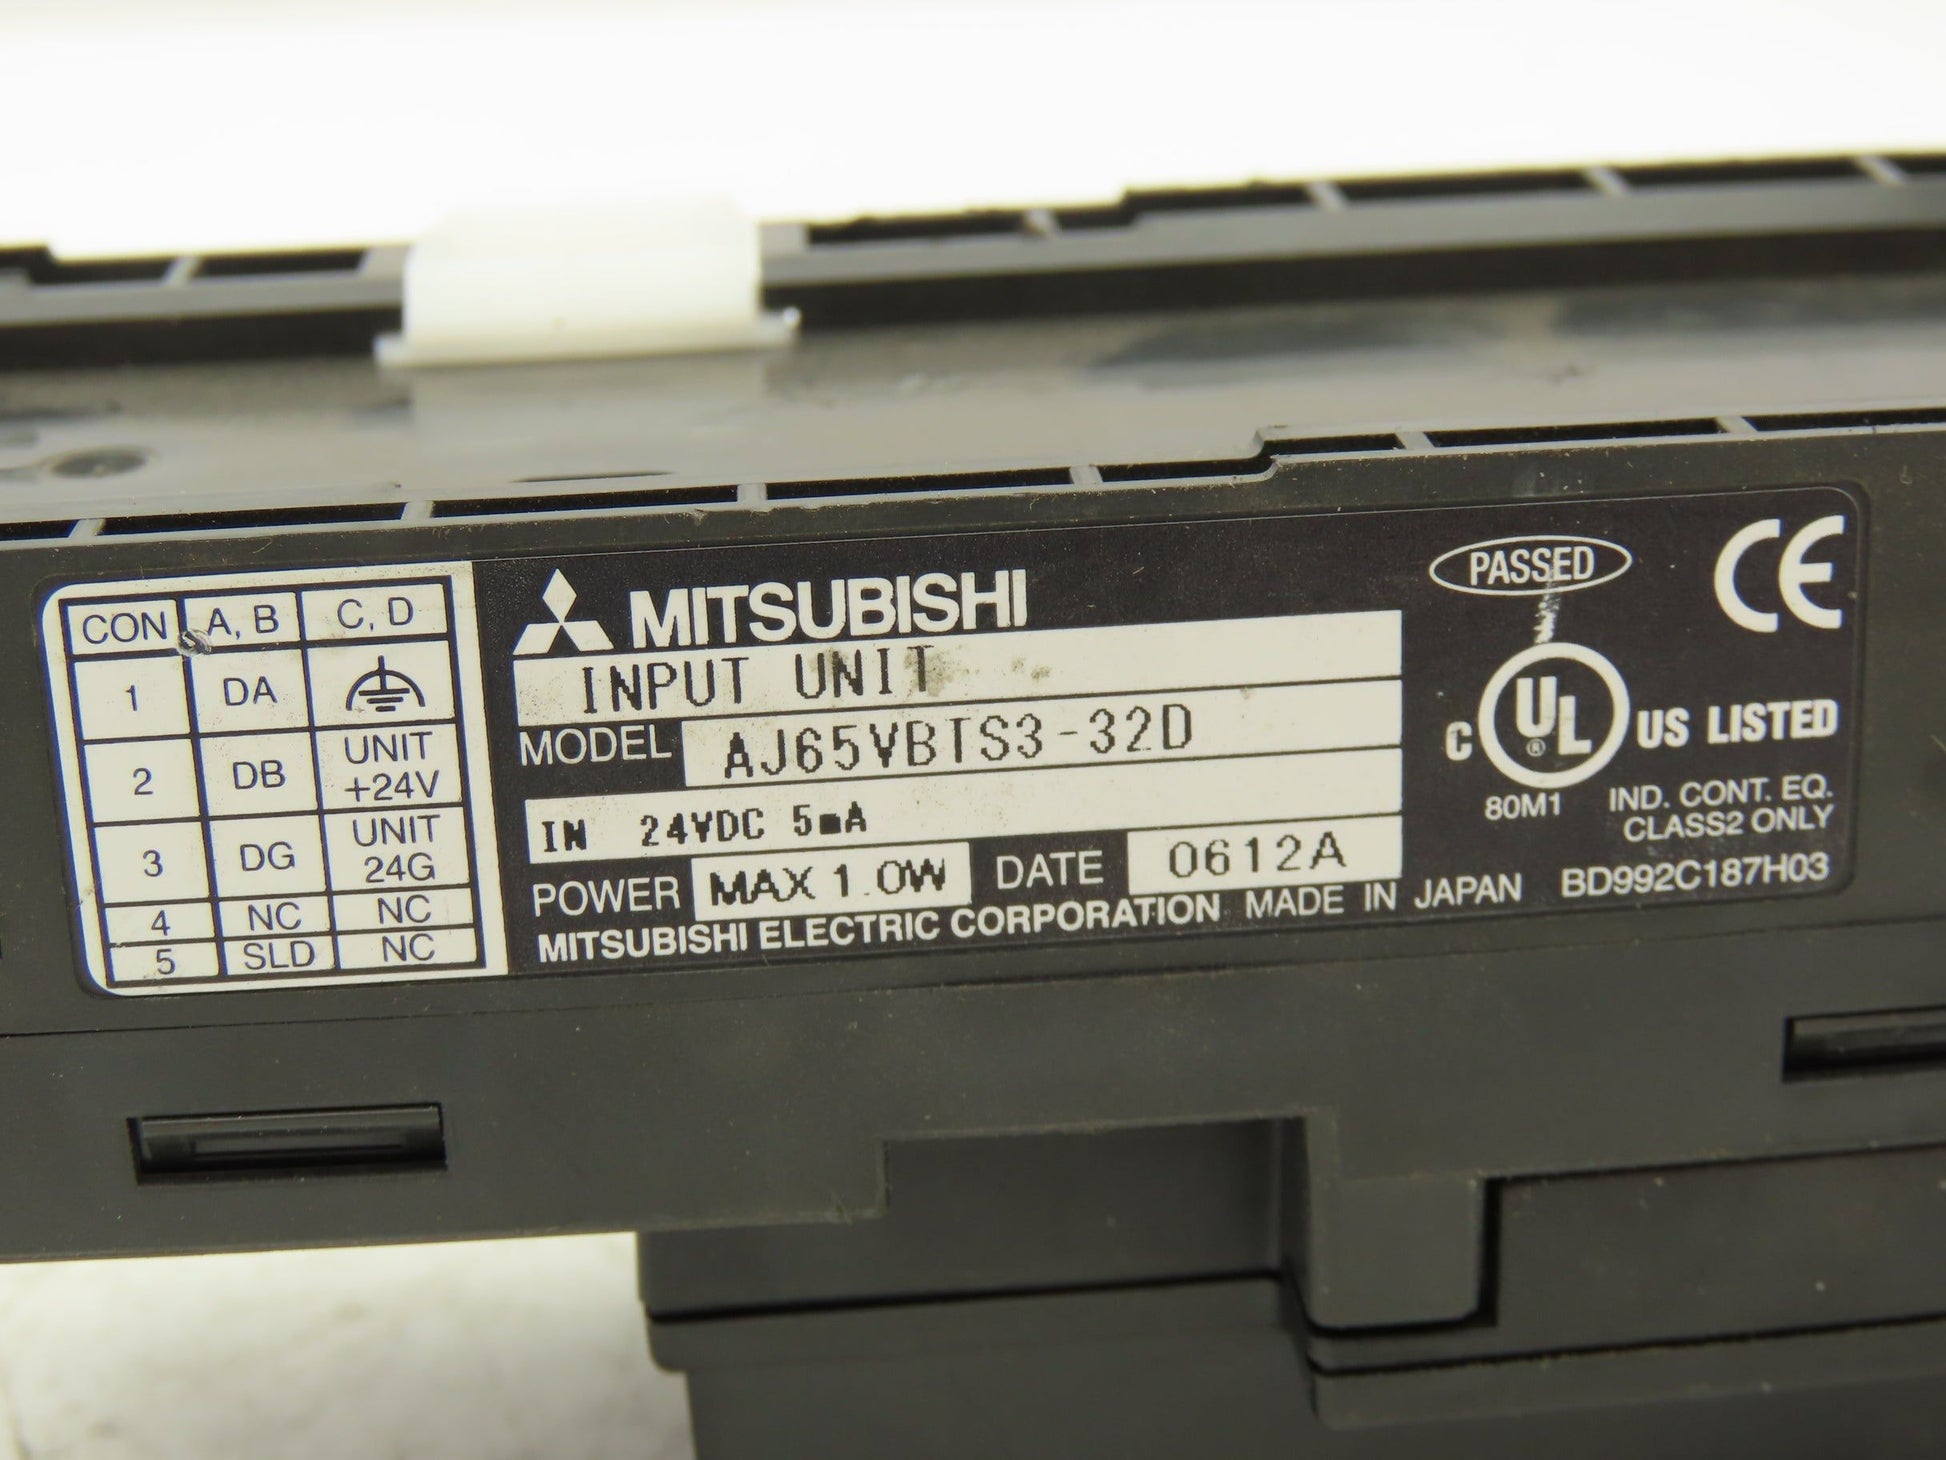 CON A, B C, D
1 DA
2 DB UNIT +24V
3 DG UNIT 24G
4 NC NC
5 SLD NC
MITSUBISHI
INPUT UNIT
MODEL AJ65VBTS3-32D
IN 24VDC 5mA
POWER MAX 1.0W DATE 0612A
MITSUBISHI ELECTRIC CORPORATION MADE IN JAPAN
PASSED
CE
C UL ® US LISTED
80M1 IND. CONT. EQ.
CLASS2 ONLY
BD992C187H03